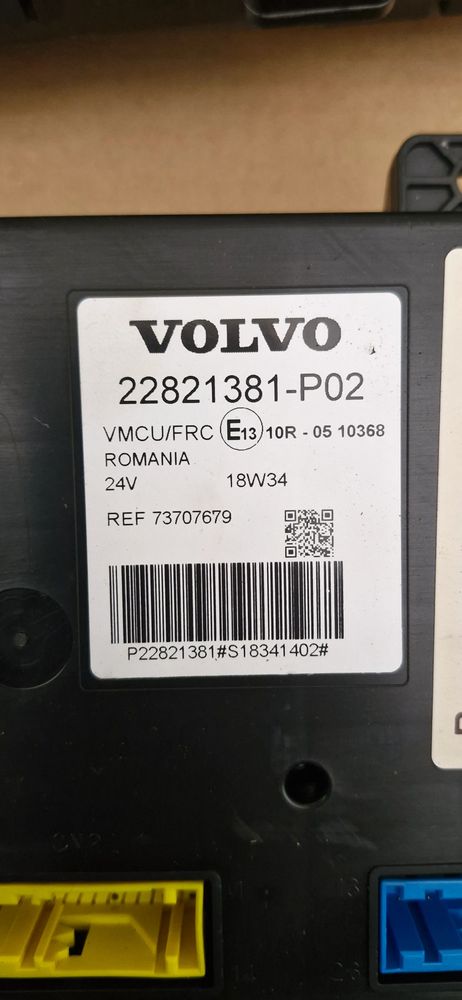 VOLVO
22821381-P02
VMCU/FRC E13 10R - 05 10368
ROMANIA
24V 18W34
REF 73707679
P22821381#S18341402#